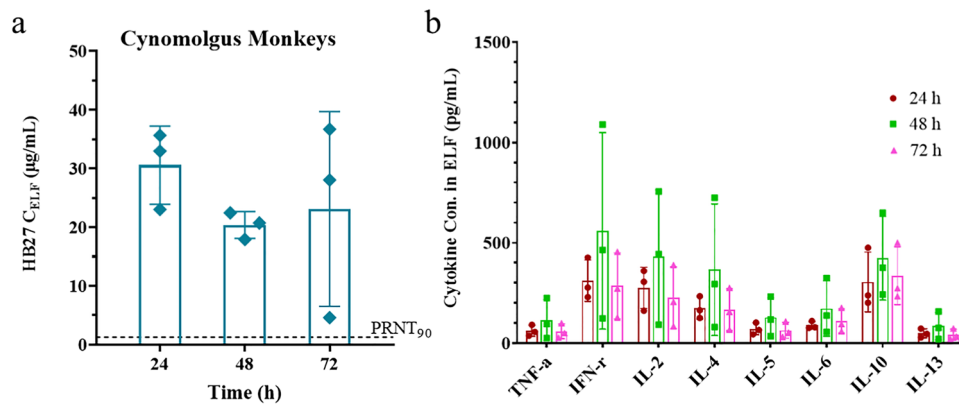 a
Cynomolgus Monkeys
HB27 C_ELF (µg/mL)
50
40
30
20
10
0
PRNT90
24
48
72
Time (h)
b
Cytokine Con. in ELF (pg/mL)
1500
1000
500
0
24 h
48 h
72 h
TNF-a
IFN-r
IL-2
IL-4
IL-5
IL-6
IL-10
IL-13